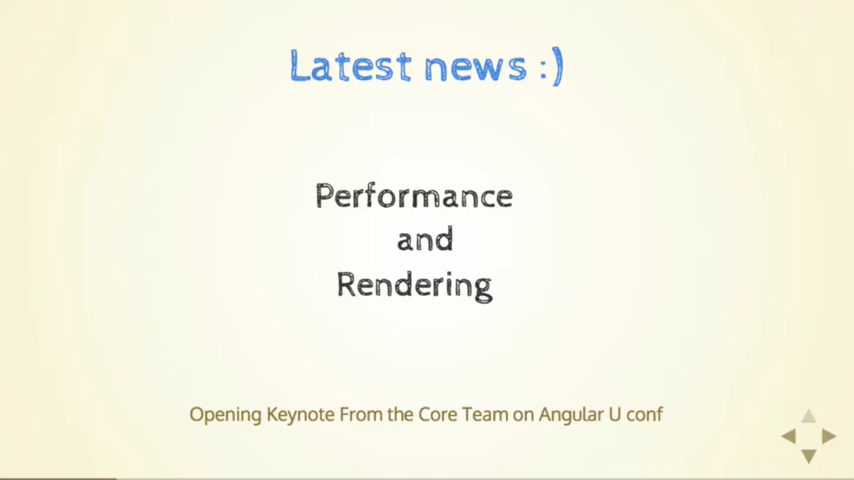 Latest news :)
Performance
and
Rendering
Opening Keynote From the Core Team on Angular U conf